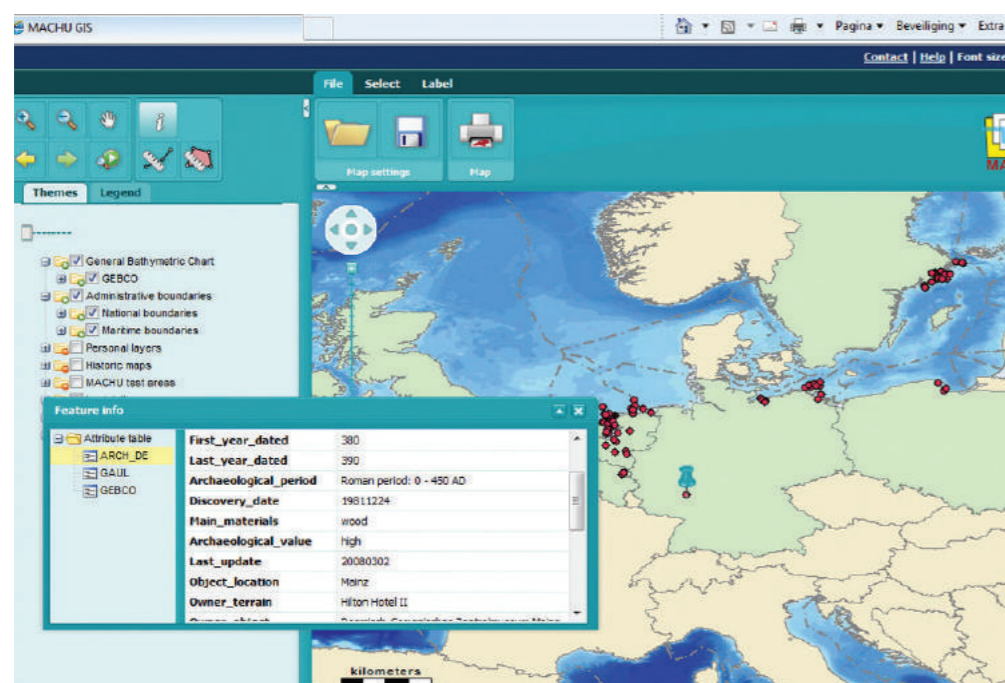 MACHU GIS
Pagina Beveiliging Extra
Contact | Help | Font size
File Select Label
Map settings Map
MA
Themes Legend
General Bathymetric Chart
GEBCO
Administrative boundaries
National boundaries
Maritime boundaries
Personal layers
Historic maps
MACHU test areas
Feature info
Attribute table
ARCH_DE
GAUL
GEBCO
First_year_dated 380
Last_year_dated 390
Archaeological_period Roman period: 0 - 450 AD
Discovery_date 19811224
Main_materials wood
Archaeological_value high
Last_update 20080302
Object_location Mainz
Owner_terrain Hilton Hotel II
kilometers